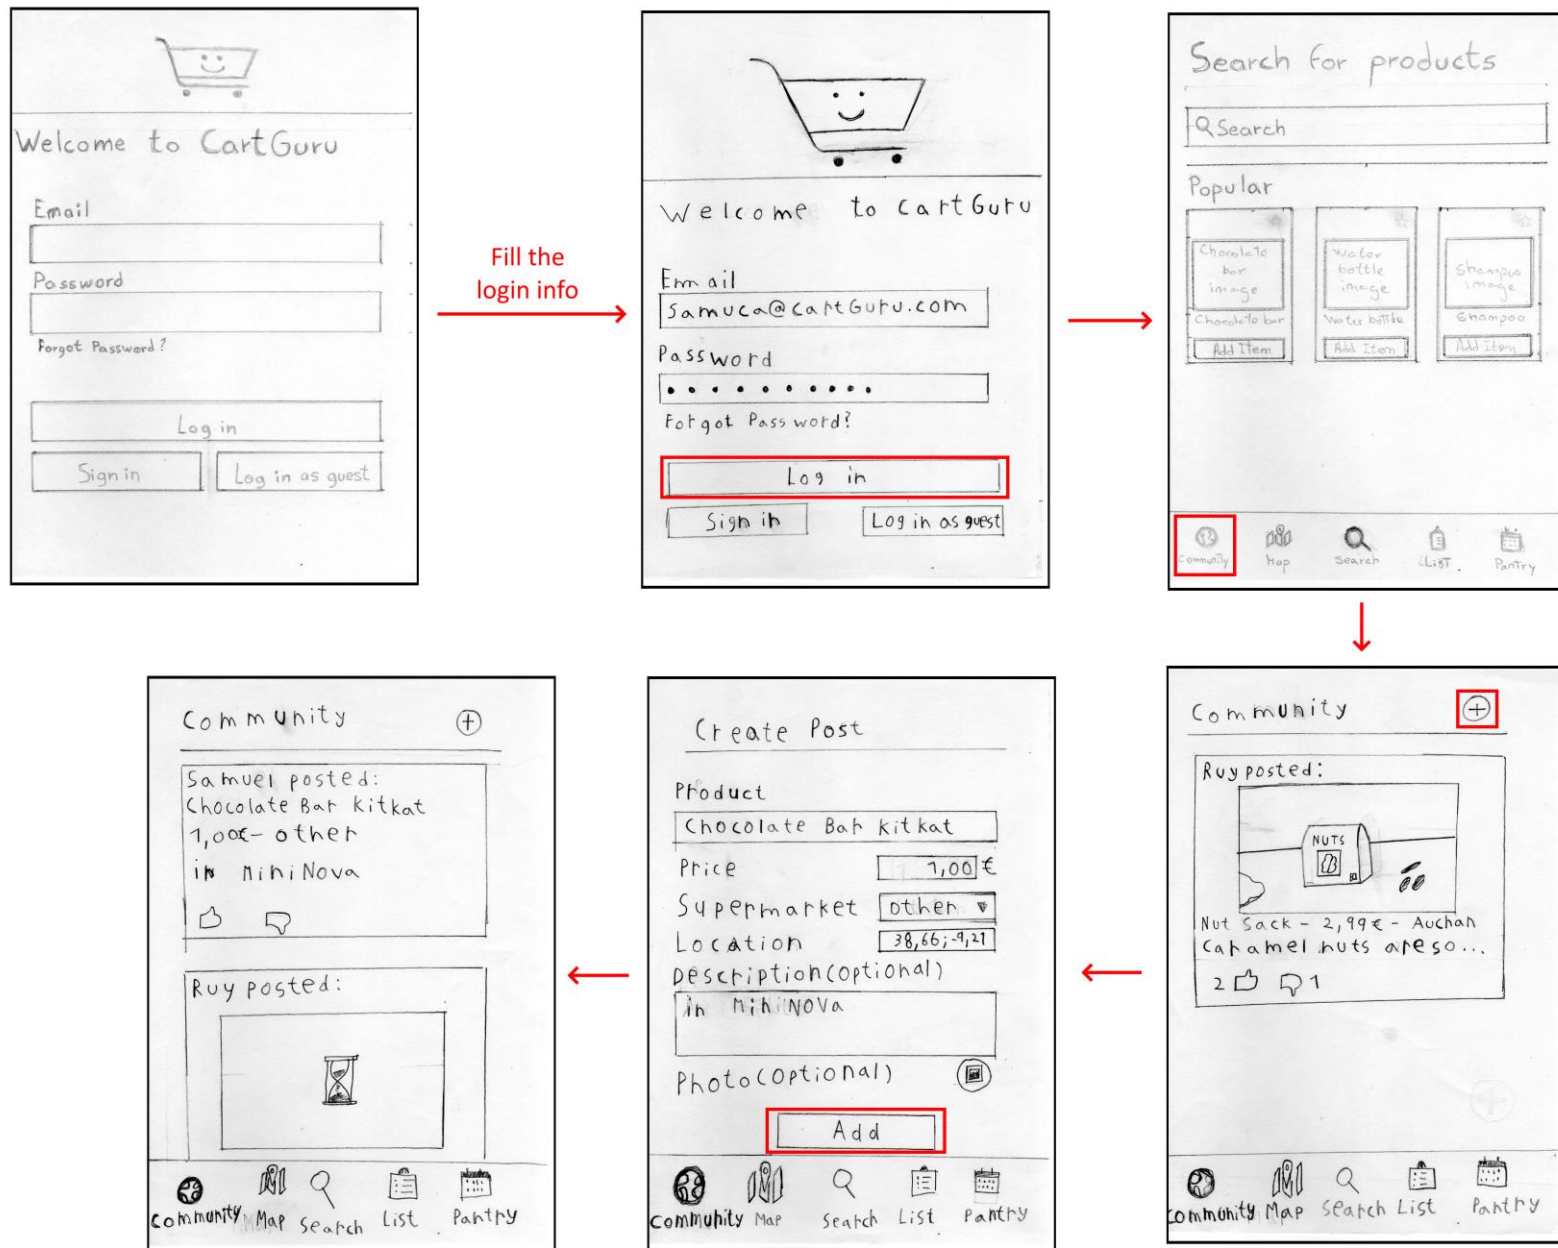 Welcome to CartGuru
Email
Password
Forgot Password?
Log in
Sign in
Log in as guest
Fill the
login info
Welcome to CartGuru
Email
Samuca@CartGuru.com
Password
Forgot Password?
Log in
Sign in
Log in as guest
Search for products
Search
Popular
Chocolate
bar
image
Chocolate bar
Add Item
Water
bottle
image
Water bottle
Add Item
Shampoo
image
Shampoo
Add Item
Community Map Search List Pantry
Community
Ruy posted:
NUTS
Nut Sack - 2,99€ - Auchan
Caramel nuts are so...
2 1
Community Map Search List Pantry
Create Post
Product
Chocolate Bar Kitkat
Price 1,00 €
Supermarket other
Location 38,66;-9,21
Description(optional)
in MiniNOVa
Photo(optional)
Add
Community Map Search List Pantry
Community
Samuel posted:
Chocolate Bar Kitkat
1,00€- other
in MiniNova
Ruy posted:
Community Map Search List Pantry